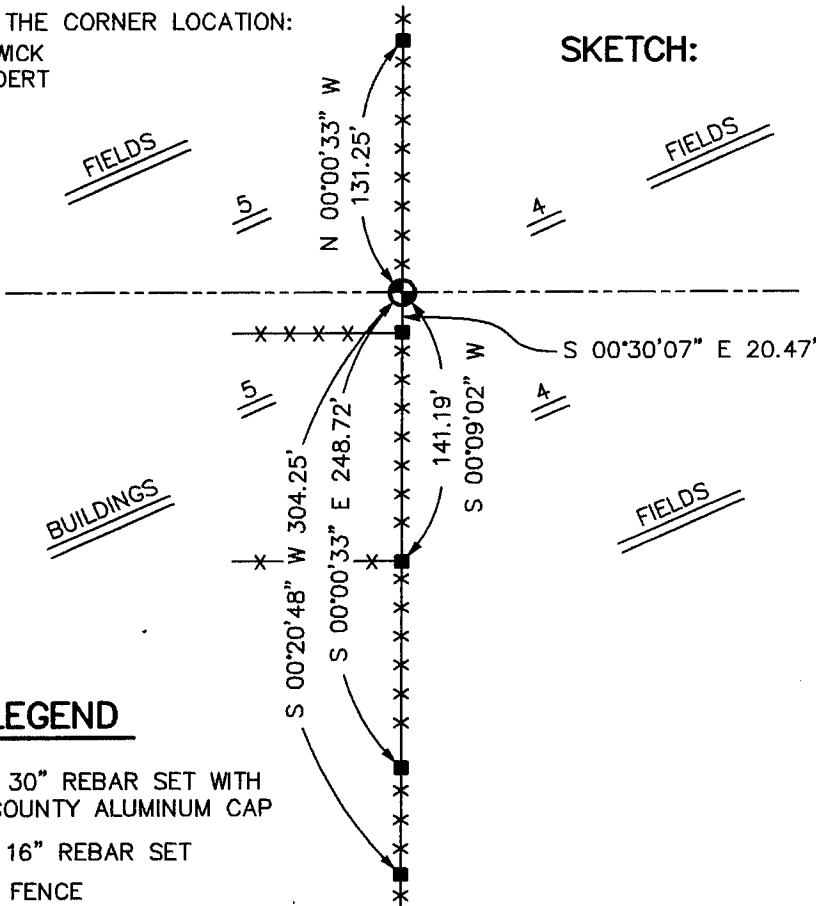 THE CORNER LOCATION:
WICK
DERT
SKETCH:
FIELDS
FIELDS
5
4
N 00°00'33" W
131.25'
S 00°30'07" E 20.47'
5
4
141.19'
S 00°09'02" W
S 00°00'33" E 248.72'
S 00°20'48" W 304.25'
BUILDINGS
FIELDS
LEGEND
30" REBAR SET WITH
COUNTY ALUMINUM CAP
16" REBAR SET
FENCE